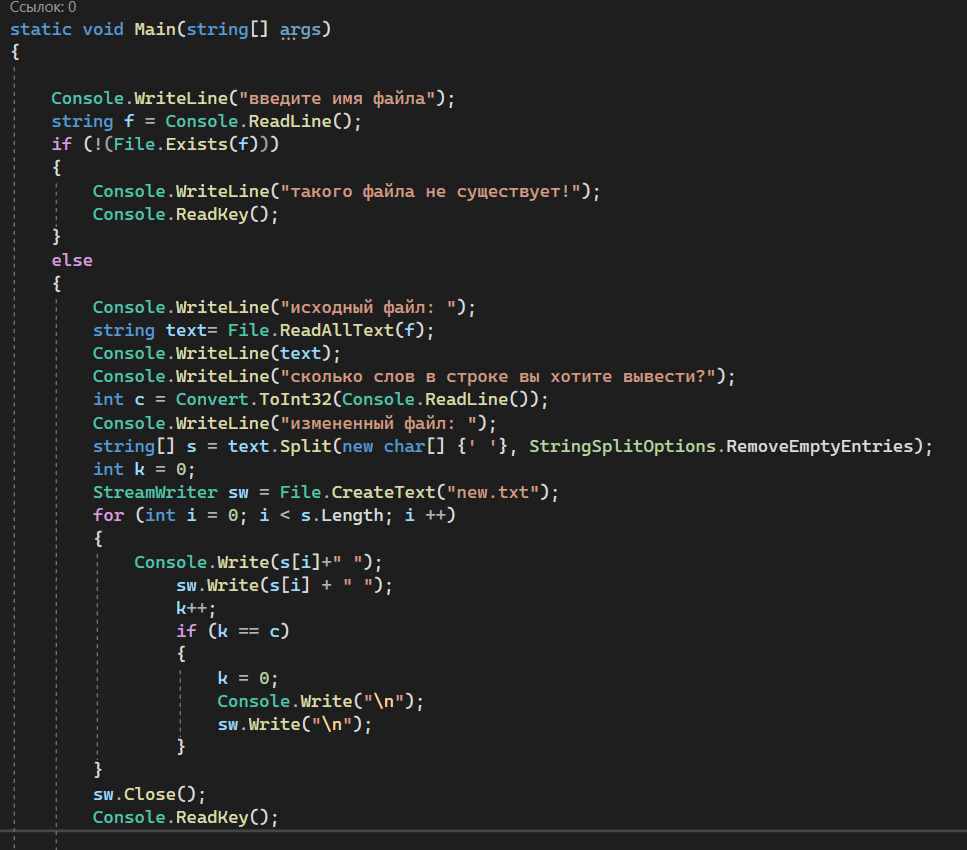 Ссылок: 0
static void Main(string[] args)
{
Console.WriteLine("введите имя файла");
string f = Console.ReadLine();
if (!(File.Exists(f)))
{
Console.WriteLine("такого файла не существует!");
Console.ReadKey();
}
else
{
Console.WriteLine("исходный файл: ");
string text= File.ReadAllText(f);
Console.WriteLine(text);
Console.WriteLine("сколько слов в строке вы хотите вывести?");
int c = Convert.ToInt32(Console.ReadLine());
Console.WriteLine("измененный файл: ");
string[] s = text.Split(new char[] {' '}, StringSplitOptions.RemoveEmptyEntries);
int k = 0;
StreamWriter sw = File.CreateText("new.txt");
for (int i = 0; i < s.Length; i ++)
{
Console.Write(s[i]+" ");
sw.Write(s[i] + " ");
k++;
if (k == c)
{
k = 0;
Console.Write("\n");
sw.Write("\n");
}
}
sw.Close();
Console.ReadKey();